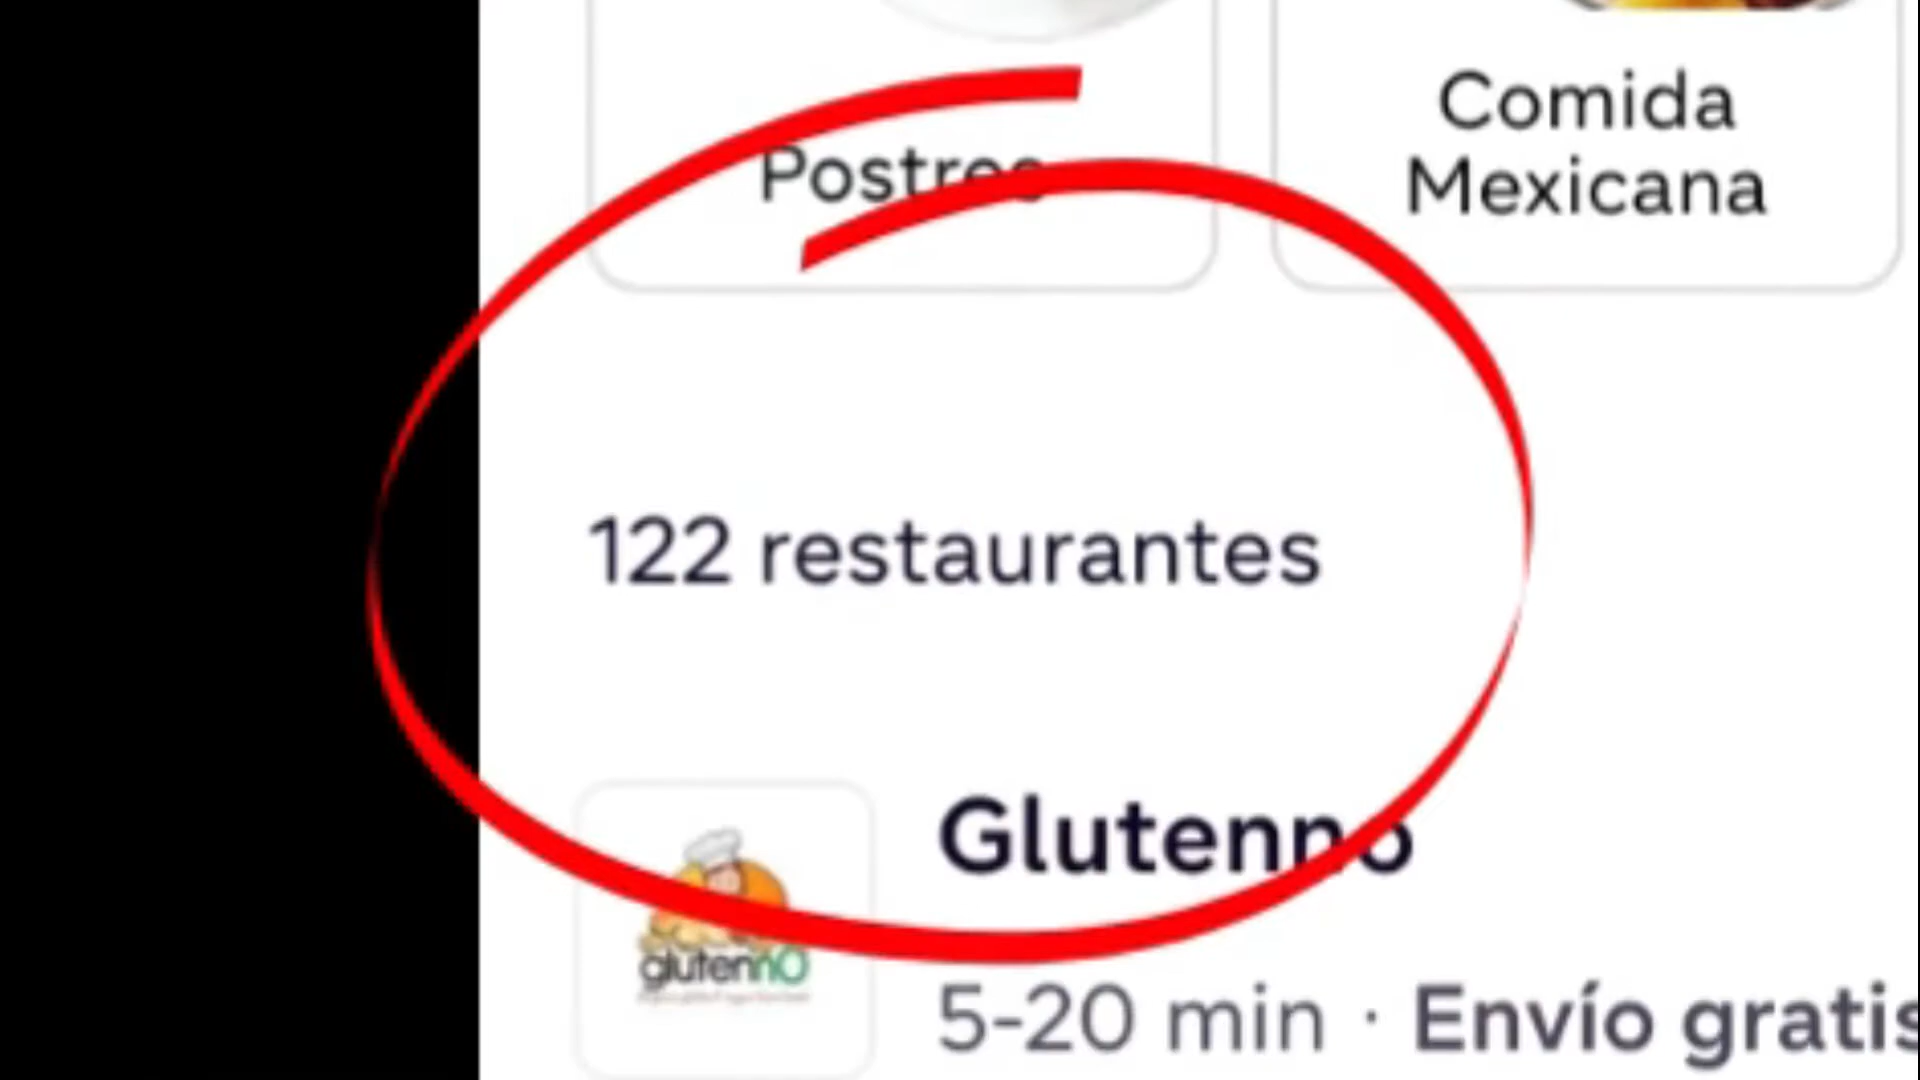 Postres
Comida
Mexicana
122 restaurantes
Glutenno
glutennO
5-20 min · Envío gratis